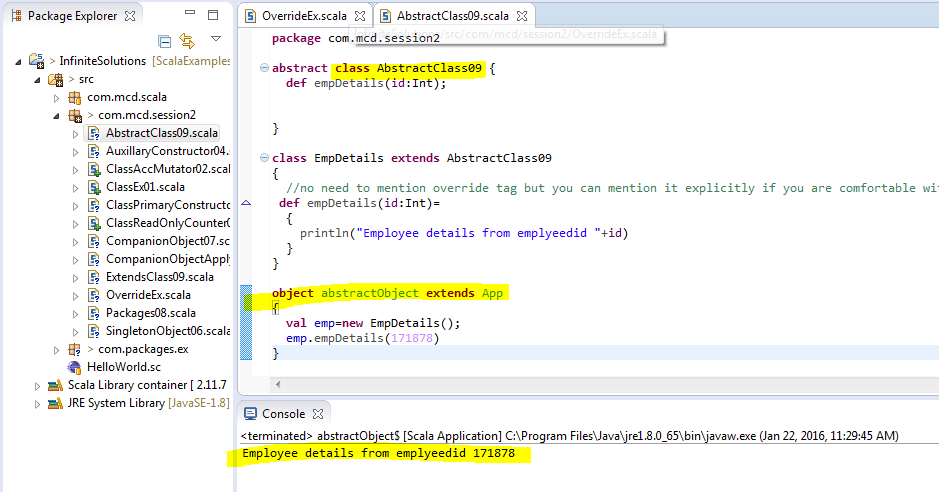 Package Explorer
> InfiniteSolutions [ScalaExamples
> src
com.mcd.scala
> com.mcd.session2
AbstractClass09.scala
AuxillaryConstructor04.
ClassAccMutator02.scala
ClassEx01.scala
ClassPrimaryConstructo
ClassReadOnlyCounter0
CompanionObject07.sc
CompanionObjectAppl
ExtendsClass09.scala
OverrideEx.scala
Packages08.scala
SingletonObject06.scala
> com.packages.ex
HelloWorld.sc
Scala Library container [ 2.11.7
JRE System Library [JavaSE-1.8]
OverrideEx.scala
AbstractClass09.scala
/src/com/mcd/session2/OverrideEx.scala
package com.mcd.session2
abstract class AbstractClass09 {
def empDetails(id:Int);
}
class EmpDetails extends AbstractClass09
{
//no need to mention override tag but you can mention it explicitly if you are comfortable wi
def empDetails(id:Int)=
{
println("Employee details from emplyeedid "+id)
}
}
object abstractObject extends App
{
val emp=new EmpDetails();
emp.empDetails(171878)
}
Console
<terminated> abstractObject$ [Scala Application] C:\Program Files\Java\jre1.8.0_65\bin\javaw.exe (Jan 22, 2016, 11:29:45 AM)
Employee details from emplyeedid 171878